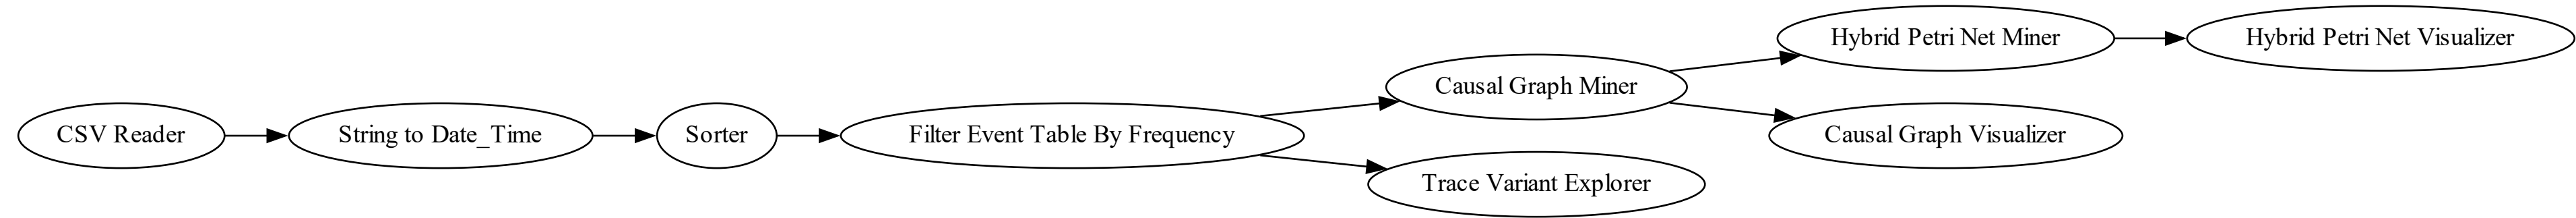 CSV Reader
String to Date_Time
Sorter
Filter Event Table By Frequency
Causal Graph Miner
Trace Variant Explorer
Hybrid Petri Net Miner
Causal Graph Visualizer
Hybrid Petri Net Visualizer